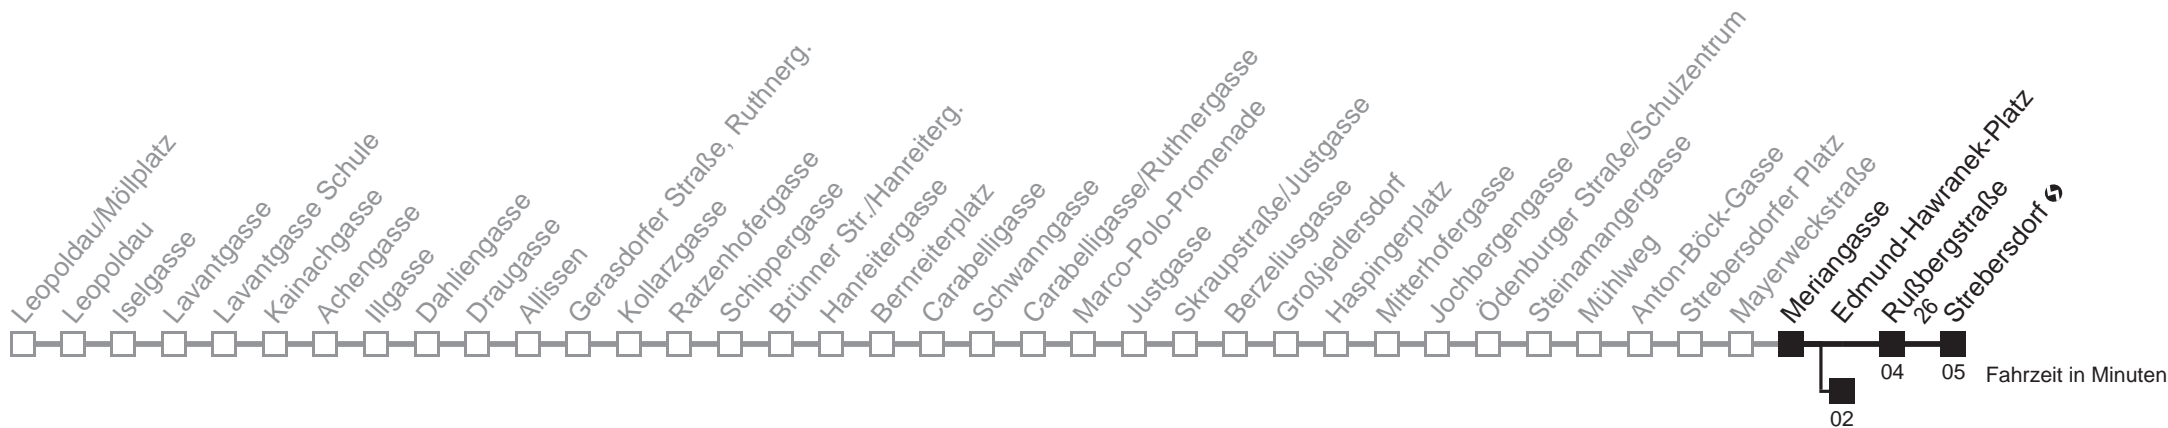 Leopoldau/Möllplatz
Leopoldau
Iselgasse
Lavantgasse
Lavantgasse Schule
Kainachgasse
Achengasse
Illgasse
Dahliengasse
Draugasse
Allissen
Gerasdorfer Straße, Ruthnerg.
Kollarzgasse
Ratzenhofergasse
Schippergasse
Brünner Str./Hanreiterg.
Hanreitergasse
Bernreiterplatz
Carabelligasse
Schwanngasse
Carabelligasse/Ruthnergasse
Marco-Polo-Promenade
Justgasse
Skraupstraße/Justgasse
Berzeliusgasse
Großjedlersdorf
Haspingerplatz
Mitterhofergasse
Jochbergengasse
Ödenburger Straße/Schulzentrum
Steinamangergasse
Mühlweg
Anton-Böck-Gasse
Strebersdorfer Platz
Mayerweckstraße
Meriangasse
Edmund-Hawranek-Platz
Rußbergstraße
26
Strebersdorf
04
05
Fahrzeit in Minuten
02